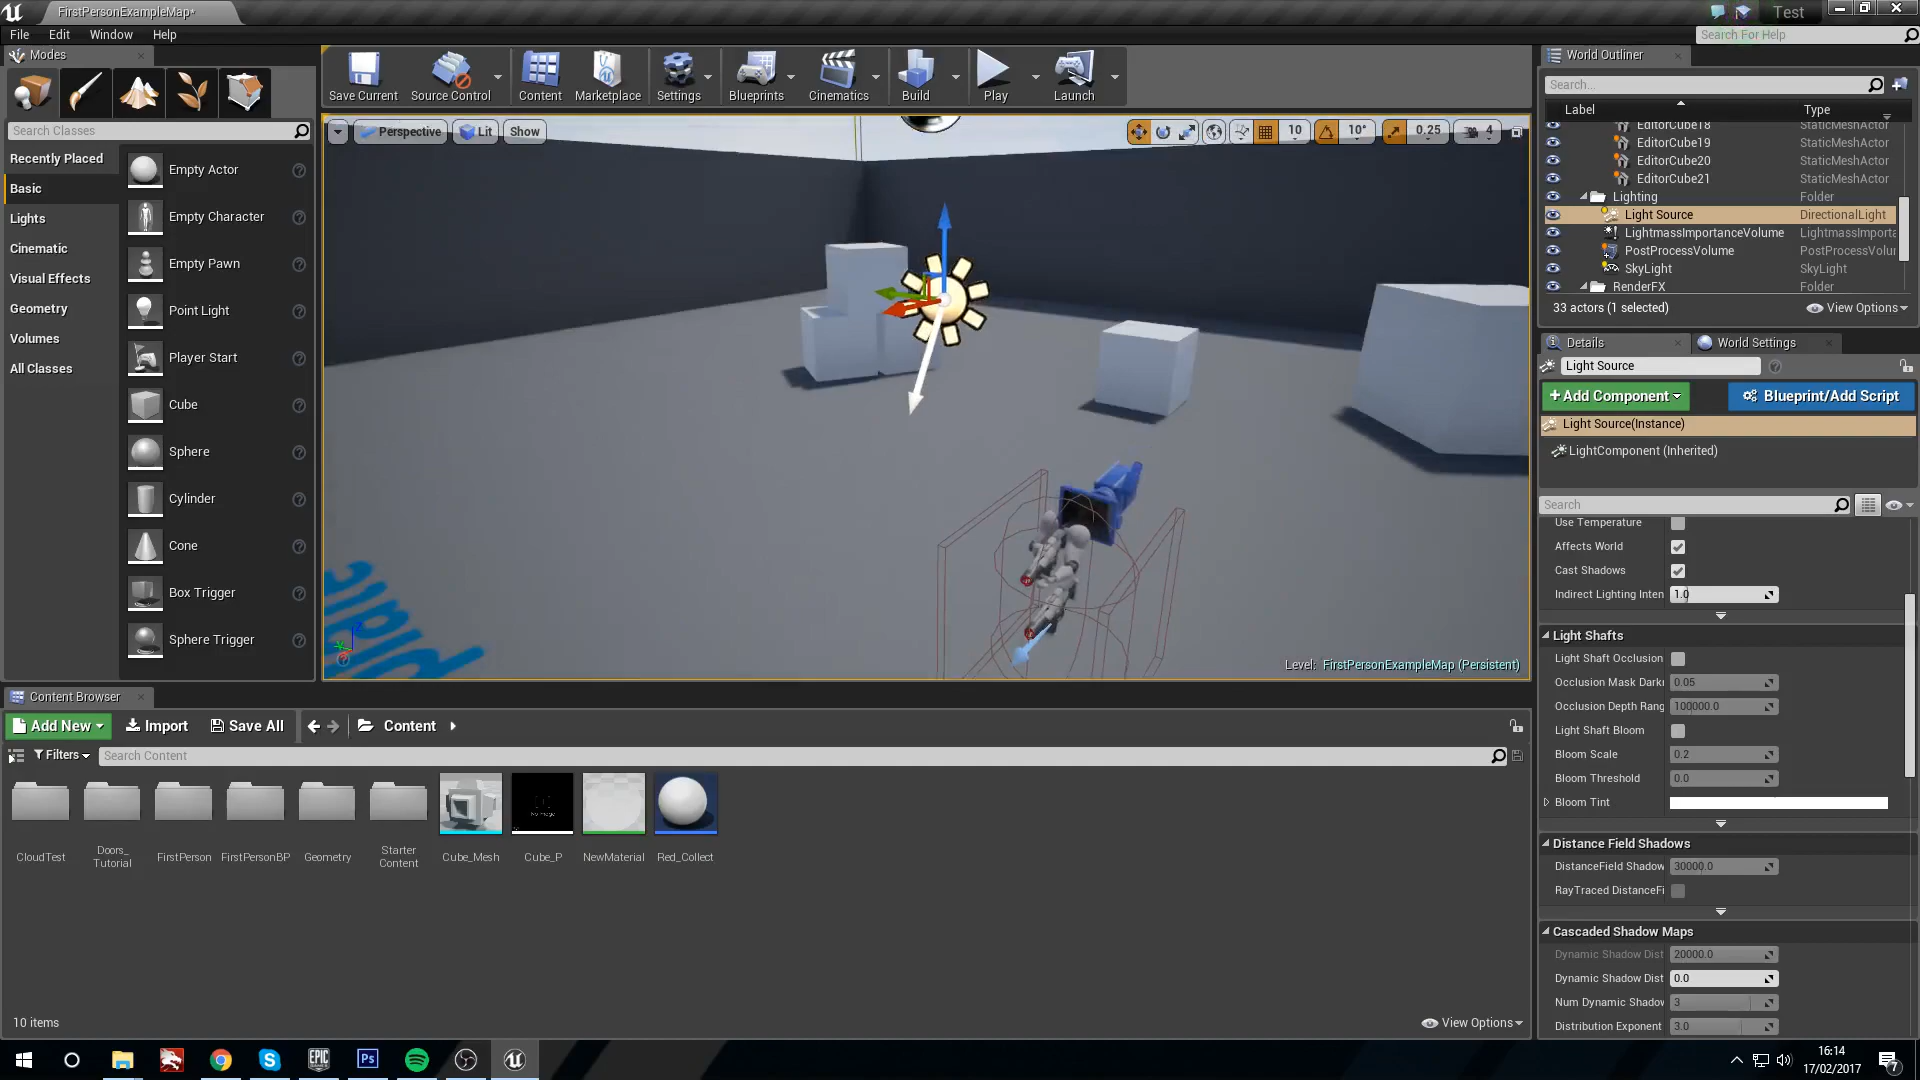 FirstPersonExampleMap*
Test
File Edit Window Help
Search For Help
Modes
Search Classes
Recently Placed
Basic
Lights
Cinematic
Visual Effects
Geometry
Volumes
All Classes
Empty Actor
Empty Character
Empty Pawn
Point Light
Player Start
Cube
Sphere
Cylinder
Cone
Box Trigger
Sphere Trigger
Save Current
Source Control
Content
Marketplace
Settings
Blueprints
Cinematics
Build
Play
Launch
Perspective
Lit
Show
10
10°
0.25
4
Level: FirstPersonExampleMap (Persistent)
World Outliner
Search...
Label Type
EditorCube18 StaticMeshActor
EditorCube19 StaticMeshActor
EditorCube20 StaticMeshActor
EditorCube21 StaticMeshActor
Lighting Folder
Light Source DirectionalLight
LightmassImportanceVolume LightmassImporta
PostProcessVolume PostProcessVolum
SkyLight SkyLight
RenderFX Folder
33 actors (1 selected)
View Options
Details
World Settings
Light Source
+Add Component
Blueprint/Add Script
Light Source(Instance)
LightComponent (Inherited)
Search
Use Temperature
Affects World
Cast Shadows
Indirect Lighting Inten 1.0
Light Shafts
Light Shaft Occlusion
Occlusion Mask Darkn 0.05
Occlusion Depth Rang 100000.0
Light Shaft Bloom
Bloom Scale 0.2
Bloom Threshold 0.0
Bloom Tint
Distance Field Shadows
DistanceField Shadow 30000.0
RayTraced DistanceFi
Cascaded Shadow Maps
Dynamic Shadow Dist 20000.0
Dynamic Shadow Dist 0.0
Num Dynamic Shadow 3
Distribution Exponent 3.0
Content Browser
Add New
Import
Save All
Content
Filters
Search Content
CloudTest
Doors_
Tutorial
FirstPerson
FirstPersonBP
Geometry
Starter
Content
Cube_Mesh
Cube_P
NewMaterial
Red_Collect
10 items
View Options
EPIC
GAMES
Ps
16:14
17/02/2017
7